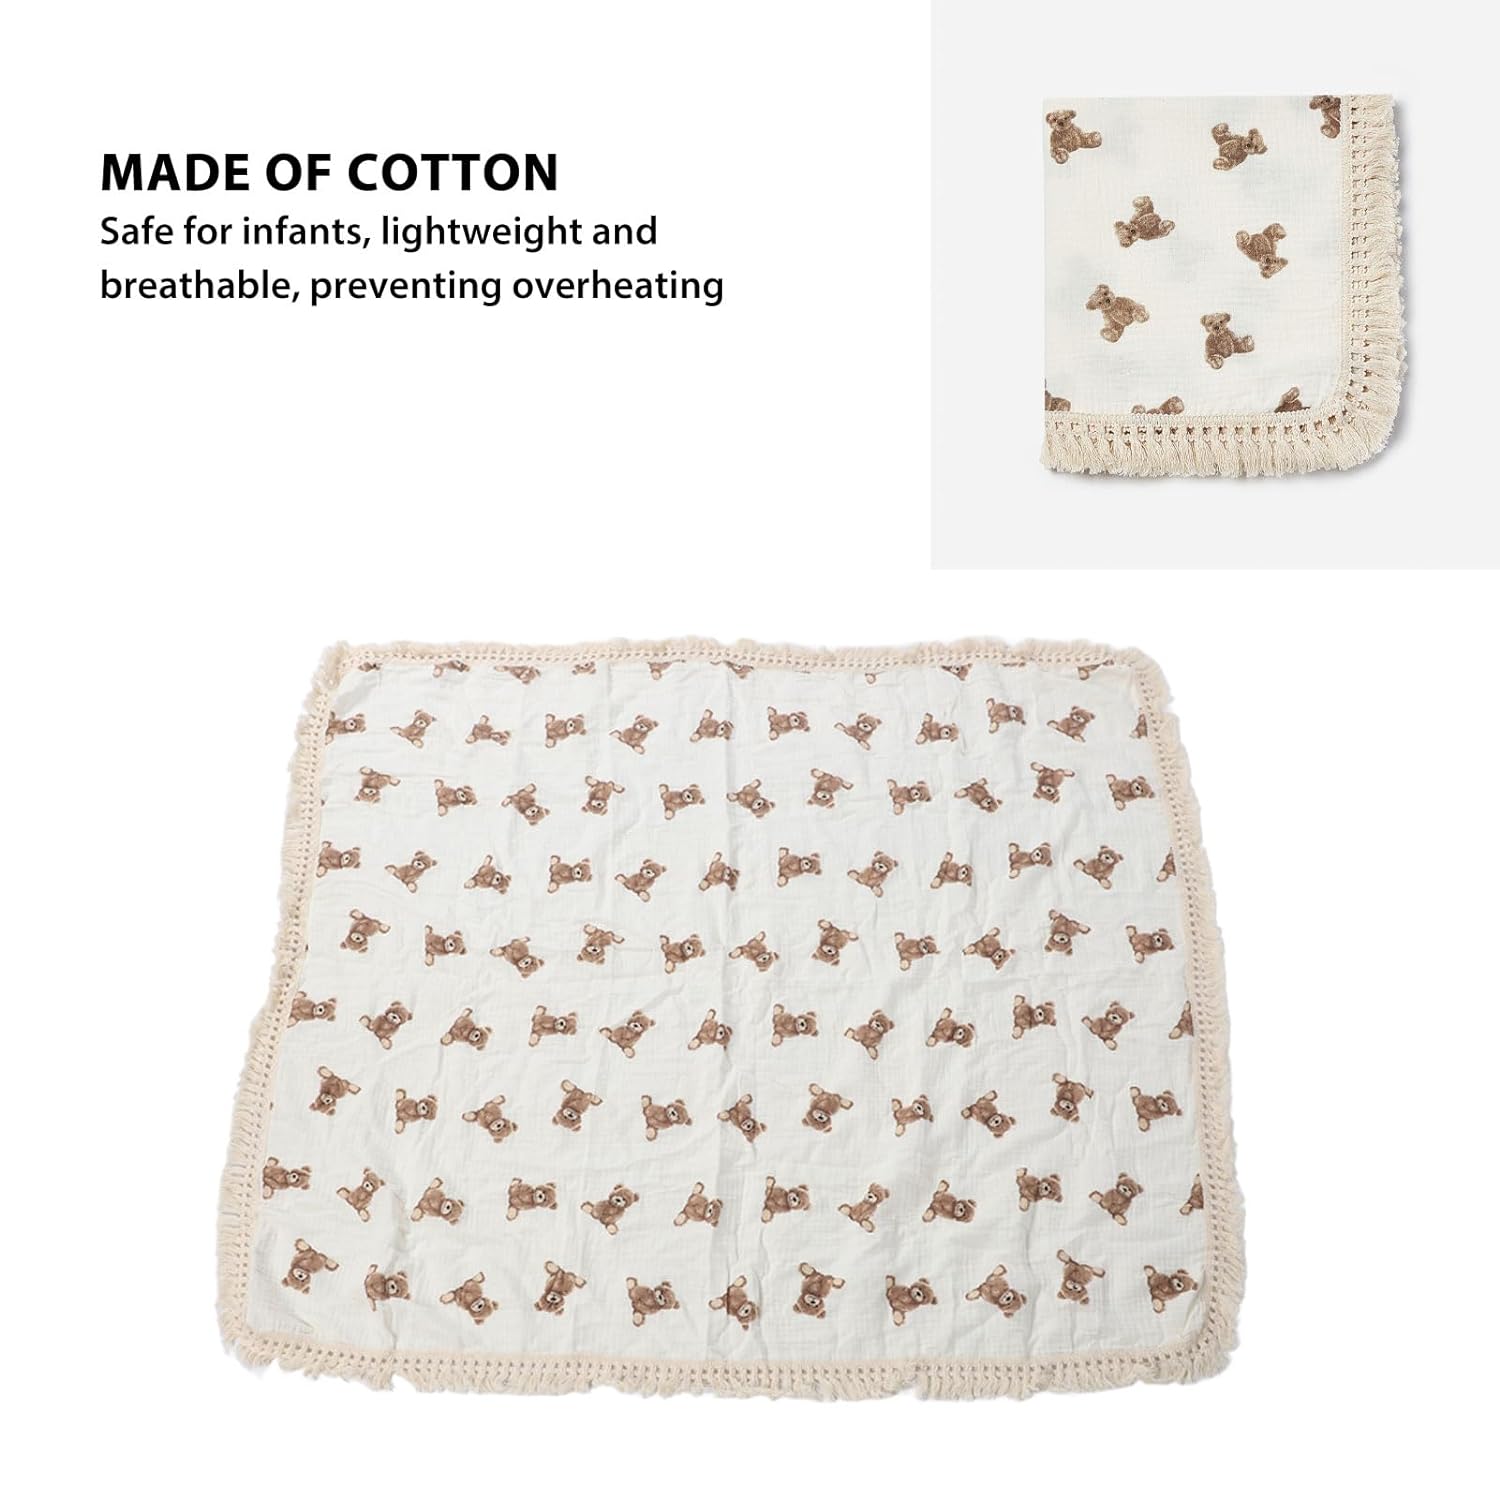 MADE OF COTTON
Safe for infants, lightweight and
breathable, preventing overheating